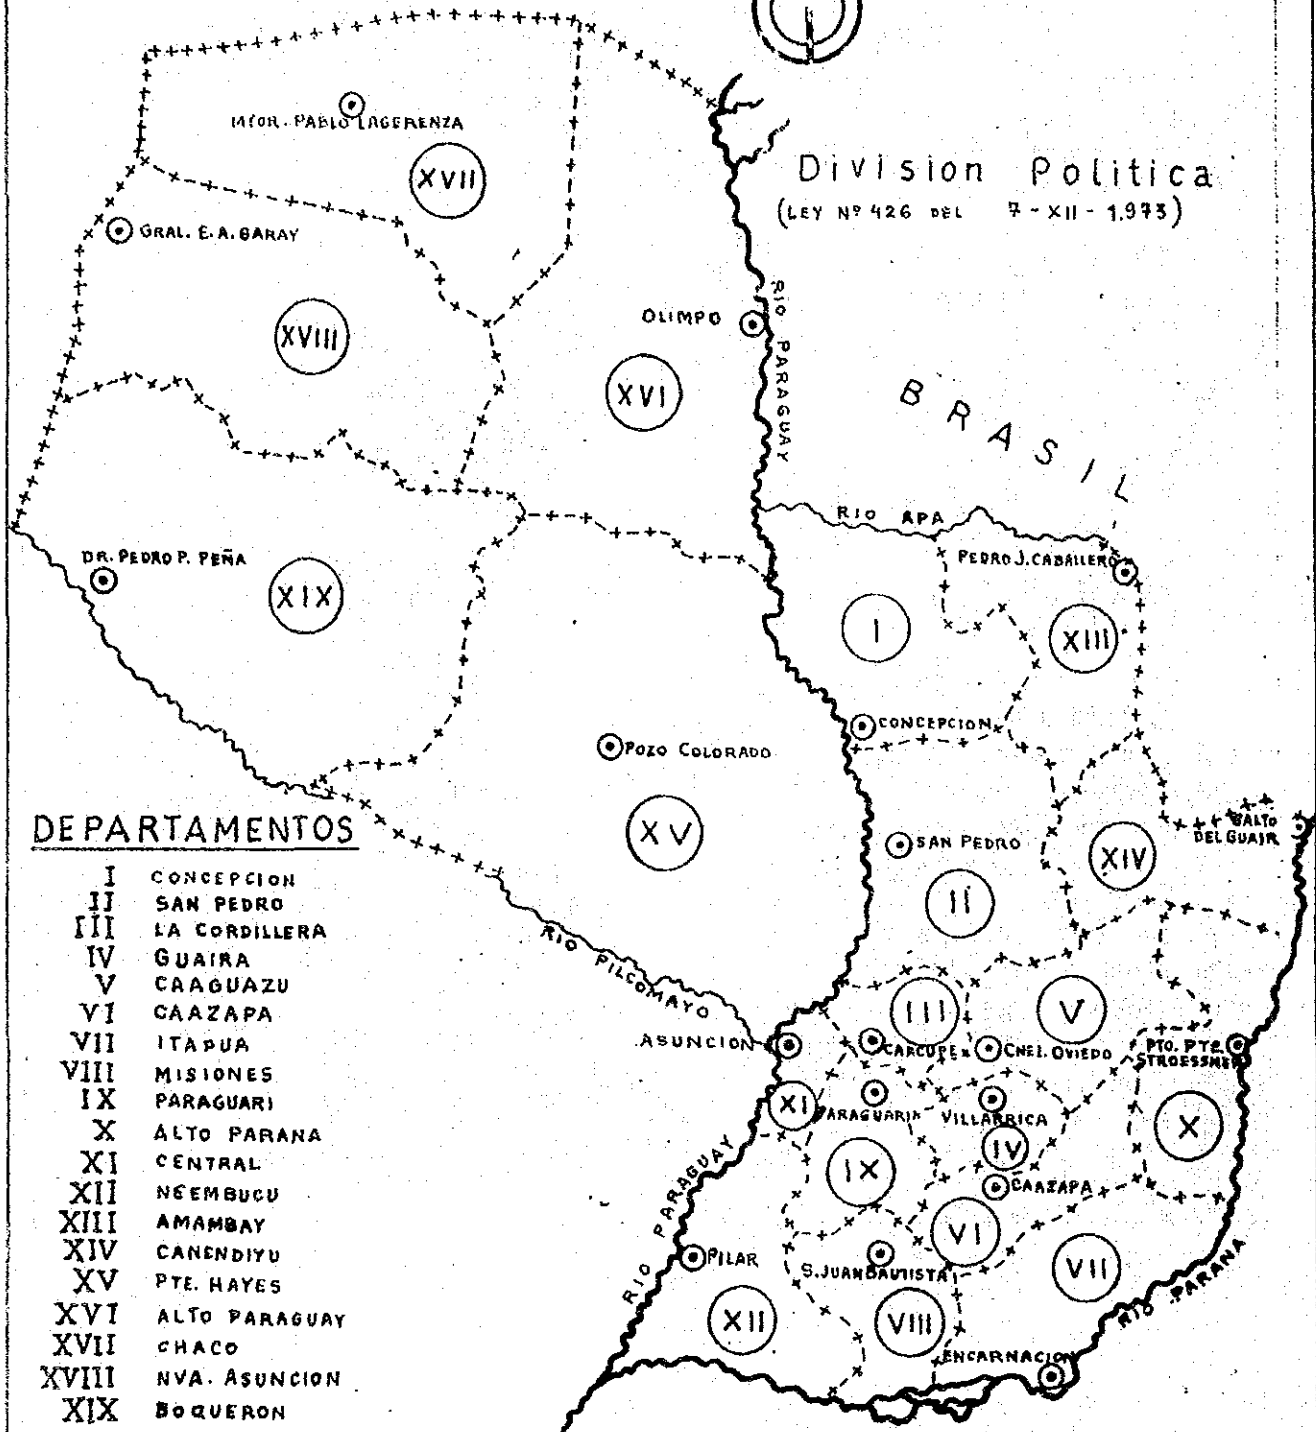 Division Politica
(LEY Nº 426 DEL 7-XII-1.973)
MYOR. PABLO LAGERENZA
XVII
GRAL. E. A. GARAY
XVIII
OLIMPO
RIO PARAGUAY
XVI
BRASIL
RIO APA
PEDRO J. CABALLERO
DR. PEDRO P. PEÑA
XIX
I
XIII
CONCEPCION
POZO COLORADO
XV
SAN PEDRO
SALTO
DEL GUAIR
XIV
II
RIO PILCOMAYO
III
V
ASUNCION
CAACUPE
CNEL. OVIEDO
PTO. PTE.
STROESSNER
XI
PARAGUARI
VILLARRICA
X
IV
IX
CAAZAPA
RIO PARAGUAY
VI
PILAR
S. JUAN BAUTISTA
VII
RIO PARANA
XII
VIII
ENCARNACION
DEPARTAMENTOS
I CONCEPCION
II SAN PEDRO
III LA CORDILLERA
IV GUAIRA
V CAAGUAZU
VI CAAZAPA
VII ITAPUA
VIII MISIONES
IX PARAGUARI
X ALTO PARANA
XI CENTRAL
XII NEEMBUCU
XIII AMAMBAY
XIV CANENDIYU
XV PTE. HAYES
XVI ALTO PARAGUAY
XVII CHACO
XVIII NVA. ASUNCION
XIX BOQUERON